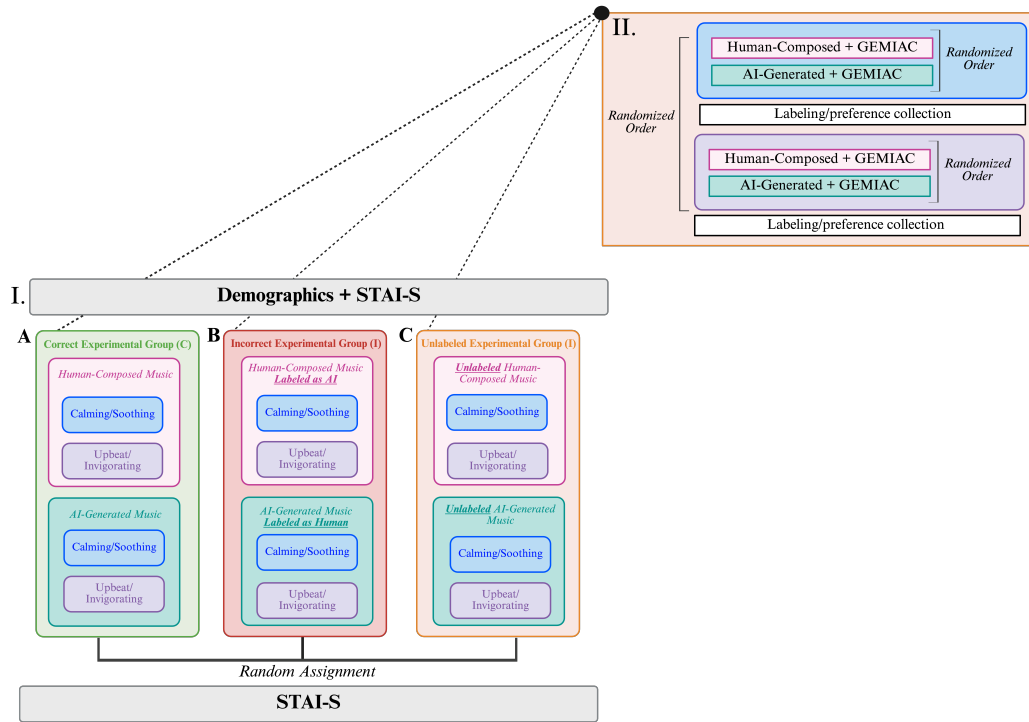 II.
Human-Composed + GEMIAC
AI-Generated + GEMIAC
Randomized
Order
Labeling/preference collection
Randomized
Order
Human-Composed + GEMIAC
AI-Generated + GEMIAC
Randomized
Order
Labeling/preference collection
I.
Demographics + STAI-S
A
Correct Experimental Group (C)
Human-Composed Music
Calming/Soothing
Upbeat/
Invigorating
AI-Generated Music
Calming/Soothing
Upbeat/
Invigorating
B
Incorrect Experimental Group (I)
Human-Composed Music
Labeled as AI
Calming/Soothing
Upbeat/
Invigorating
AI-Generated Music
Labeled as Human
Calming/Soothing
Upbeat/
Invigorating
C
Unlabeled Experimental Group (I)
Unlabeled Human-
Composed Music
Calming/Soothing
Upbeat/
Invigorating
Unlabeled AI-Generated
Music
Calming/Soothing
Upbeat/
Invigorating
Random Assignment
STAI-S